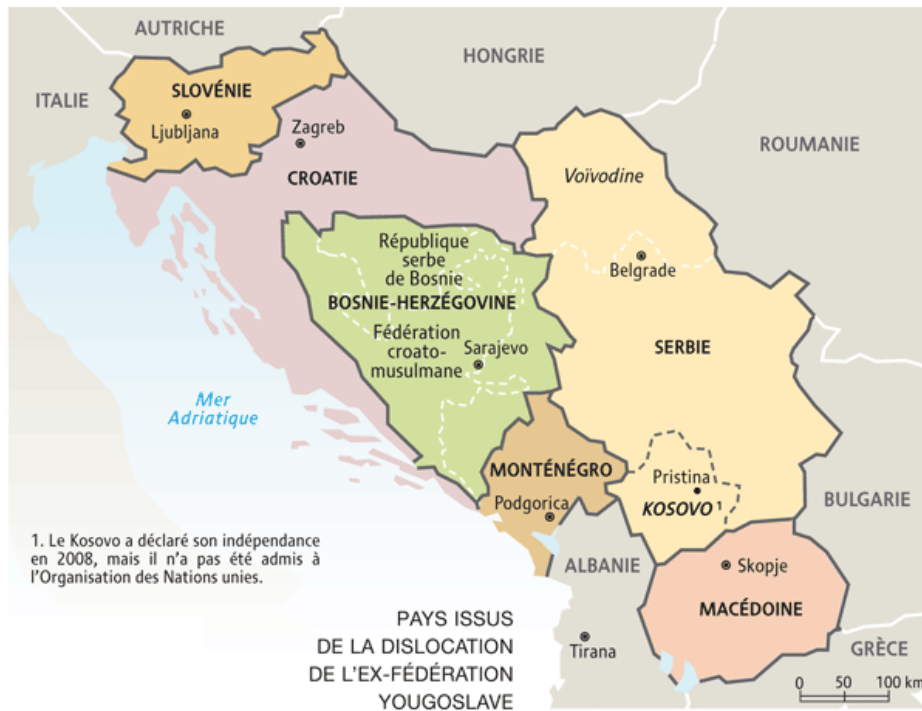 AUTRICHE
HONGRIE
ITALIE
SLOVÉNIE
Ljubljana
Zagreb
ROUMANIE
CROATIE
Voïvodine
République
serbe
de Bosnie
Belgrade
BOSNIE-HERZÉGOVINE
Fédération
croato-
musulmane
Sarajevo
SERBIE
Mer
Adriatique
MONTÉNÉGRO
Pristina
KOSOVO¹
Podgorica
BULGARIE
1. Le Kosovo a déclaré son indépendance
en 2008, mais il n'a pas été admis à
l'Organisation des Nations unies.
ALBANIE
Skopje
MACÉDOINE
PAYS ISSUS
DE LA DISLOCATION
DE L'EX-FÉDÉRATION
YOUGOSLAVE
Tirana
GRÈCE
0 50 100 km